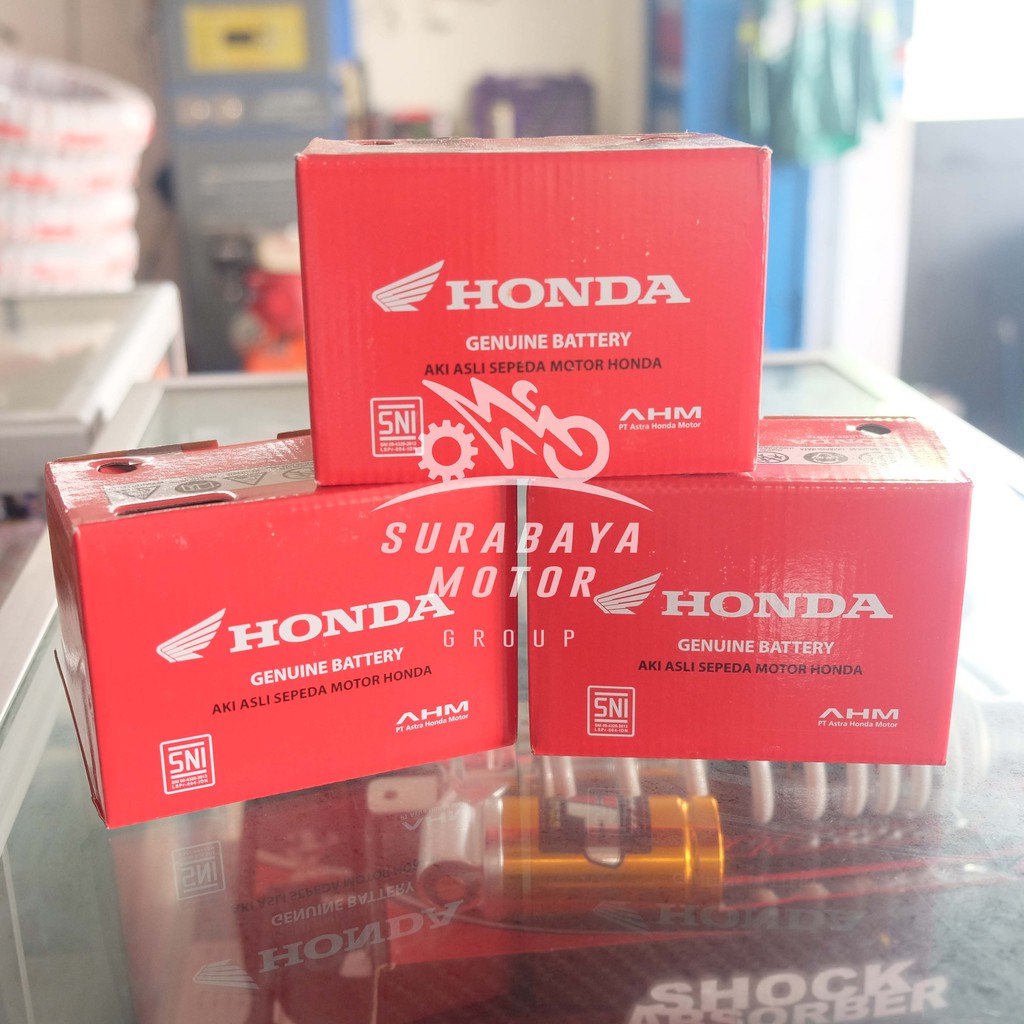 HONDA
GENUINE BATTERY
AKI ASLI SEPEDA MOTOR HONDA
SNI
AHM
PT Astra Honda Motor
SURABAYA
MOTOR
GROUP
HONDA
GENUINE BATTERY
AKI ASLI SEPEDA MOTOR HONDA
SNI
AHM
PT Astra Honda Motor
HONDA
GENUINE BATTERY
AKI ASLI SEPEDA MOTOR HONDA
SNI
AHM
PT Astra Honda Motor
SHOCK
ABSORBER